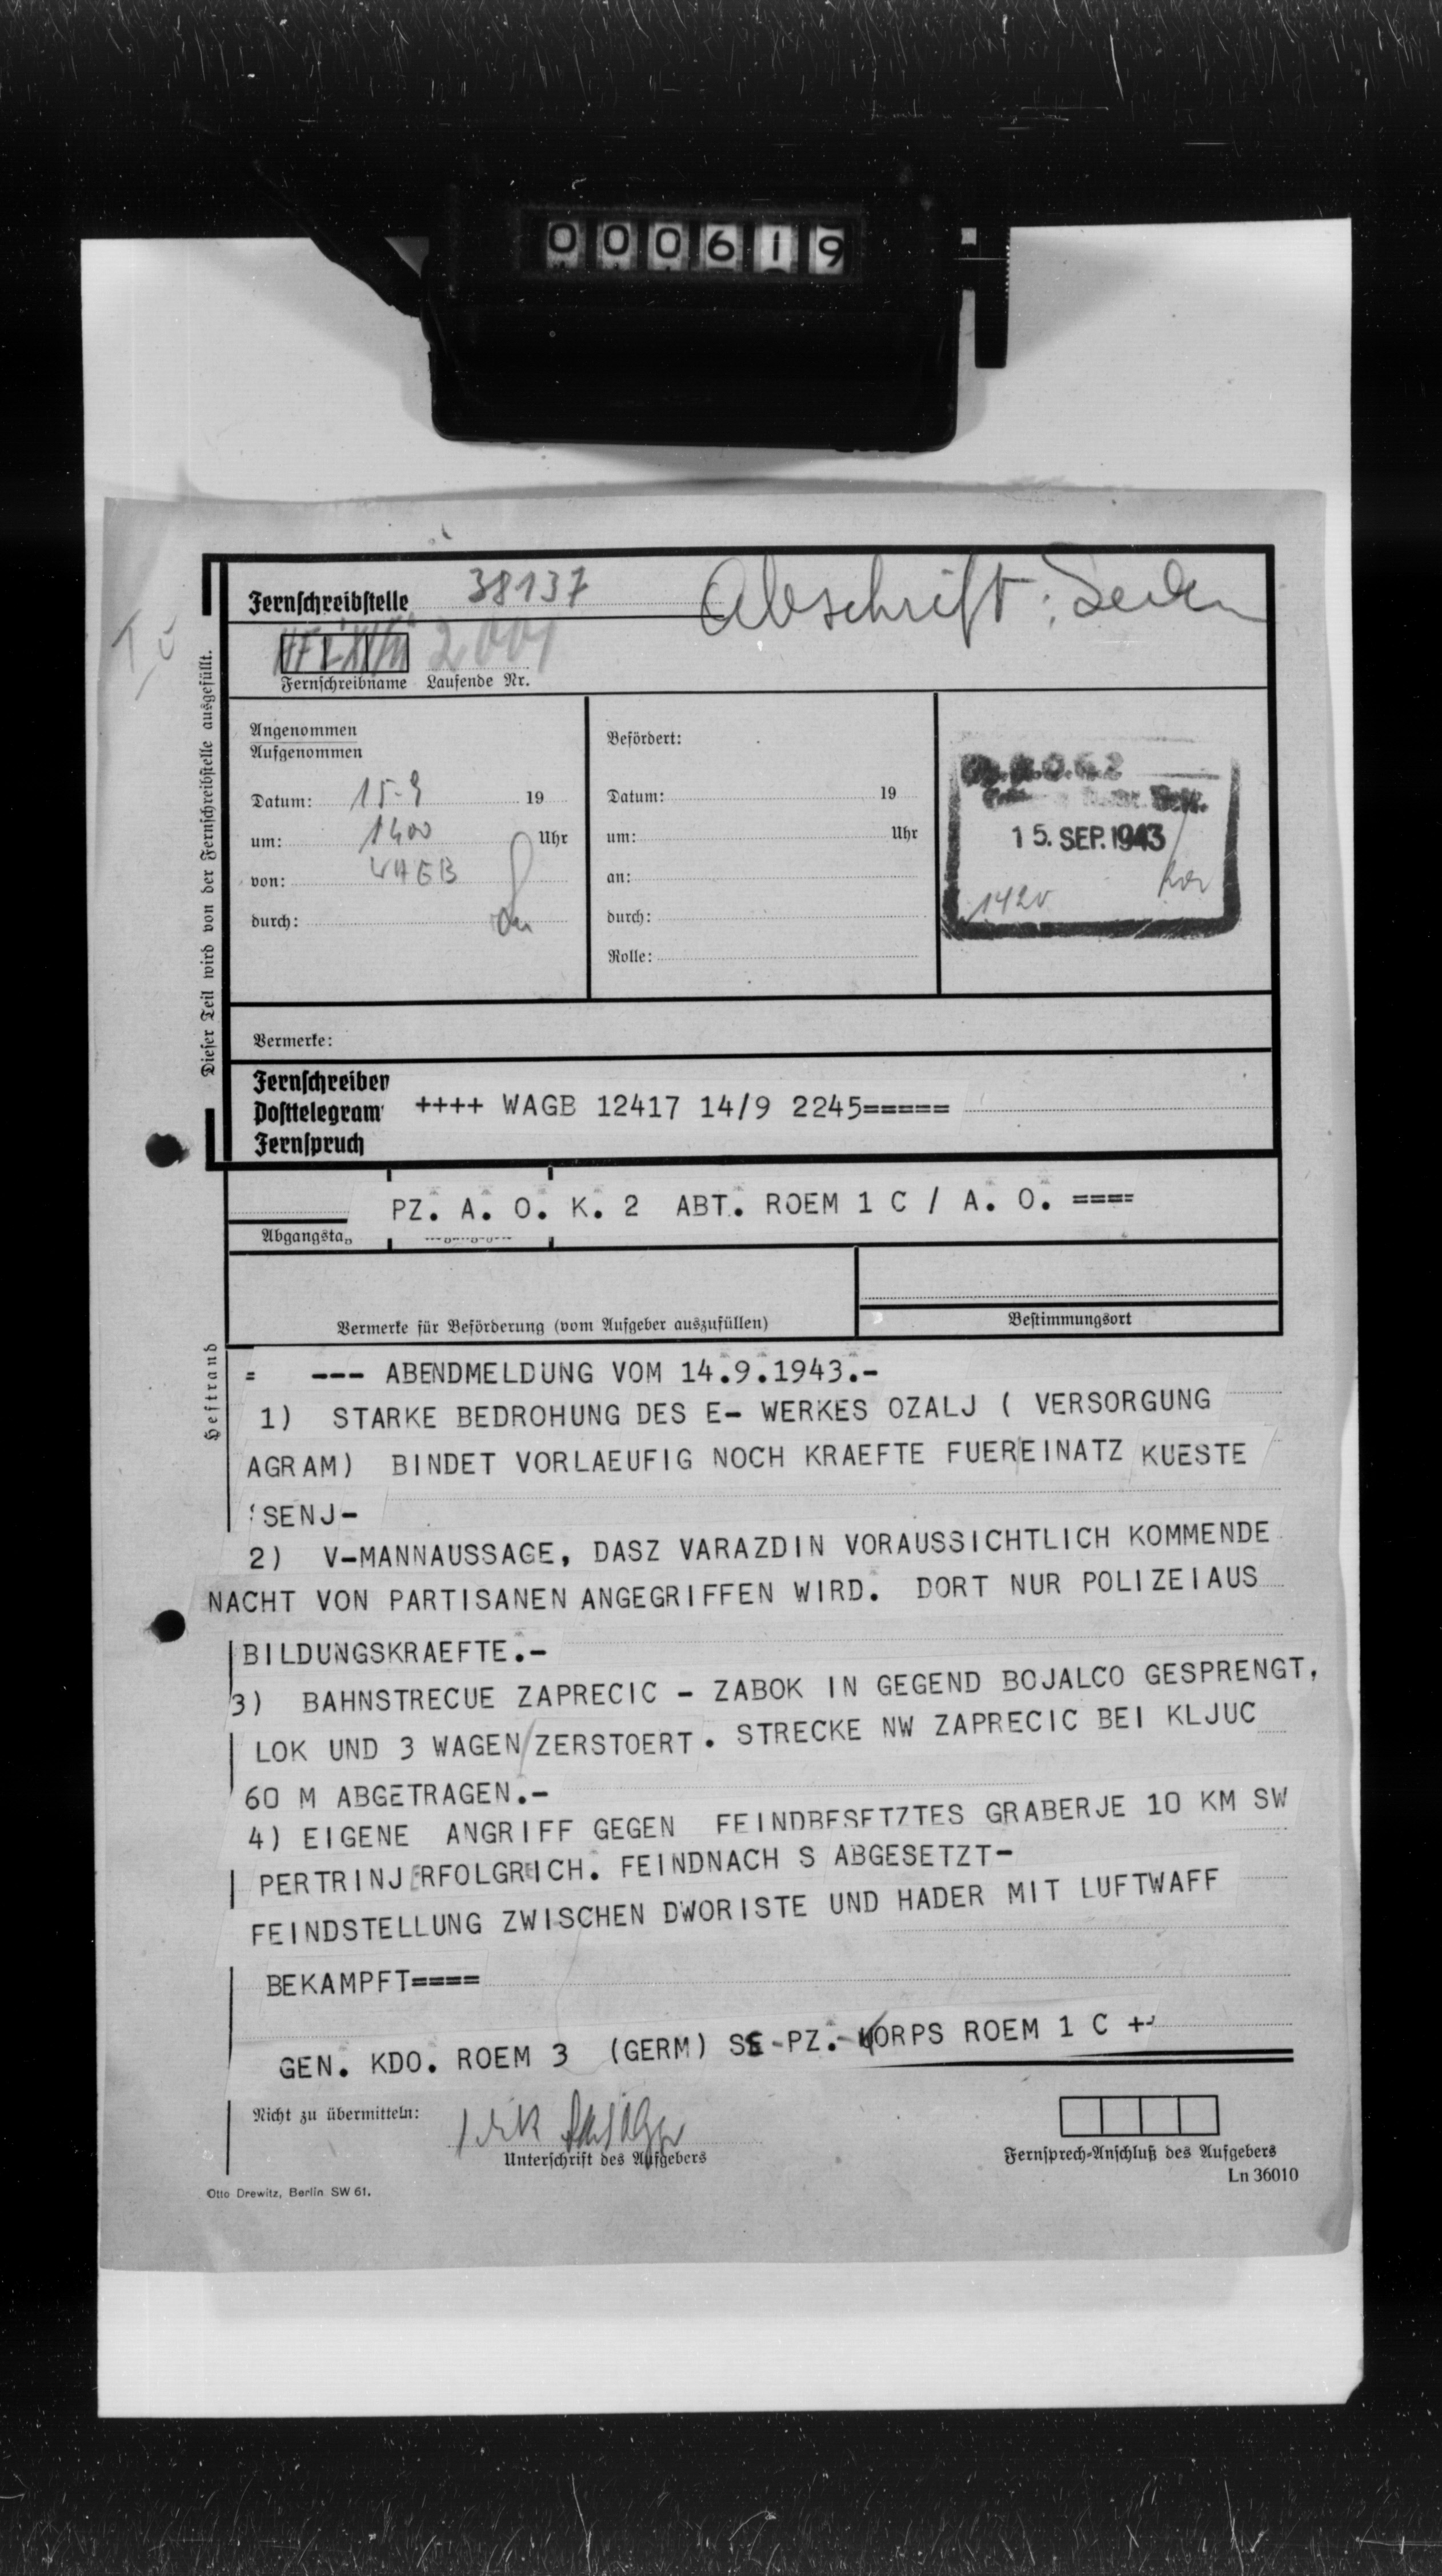 000619
Fernschreibstelle 38137
Abschrift:
Fernschreibname Laufende Nr.
Dieser Teil wird von der Fernschreibstelle ausgefüllt.
Angenommen
Aufgenommen
Datum: 15.9 19
um: 1400 Uhr
von: WAGB
durch:
Befördert:
Datum: 19
um: Uhr
an:
durch:
Rolle:
15. SEP. 1943
1420
Vermerke:
Fernschreiben
Posttelegram
Fernspruch
++++ WAGB 12417 14/9 2245=====
PZ. A. O. K. 2 ABT. ROEM 1 C / A. O. ====
Abgangstag
Vermerke für Beförderung (vom Aufgeber auszufüllen)
Bestimmungsort
Heftrand
= --- ABENDMELDUNG VOM 14.9.1943.-
1) STARKE BEDROHUNG DES E- WERKES OZALJ ( VERSORGUNG
AGRAM) BINDET VORLAEUFIG NOCH KRAEFTE FUEREINATZ KUESTE
SENJ-
2) V-MANNAUSSAGE, DASZ VARAZDIN VORAUSSICHTLICH KOMMENDE
NACHT VON PARTISANEN ANGEGRIFFEN WIRD. DORT NUR POLIZEIAUS
BILDUNGSKRAEFTE.-
3) BAHNSTRECUE ZAPRECIC - ZABOK IN GEGEND BOJALCO GESPRENGT,
LOK UND 3 WAGEN/ZERSTOERT. STRECKE NW ZAPRECIC BEI KLJUC
60 M ABGETRAGEN.-
4) EIGENE ANGRIFF GEGEN FEINDBESETZTES GRABERJE 10 KM SW
PERTRINJ ERFOLGREICH. FEINDNACH S ABGESETZT-
FEINDSTELLUNG ZWISCHEN DWORISTE UND HADER MIT LUFTWAFF
BEKAMPFT====
GEN. KDO. ROEM 3 (GERM) SS-PZ.-KORPS ROEM 1 C +-
Nicht zu übermitteln:
Unterschrift des Aufgebers
Fernsprech-Anschluß des Aufgebers
Ln 36010
Otto Drewitz, Berlin SW 61.